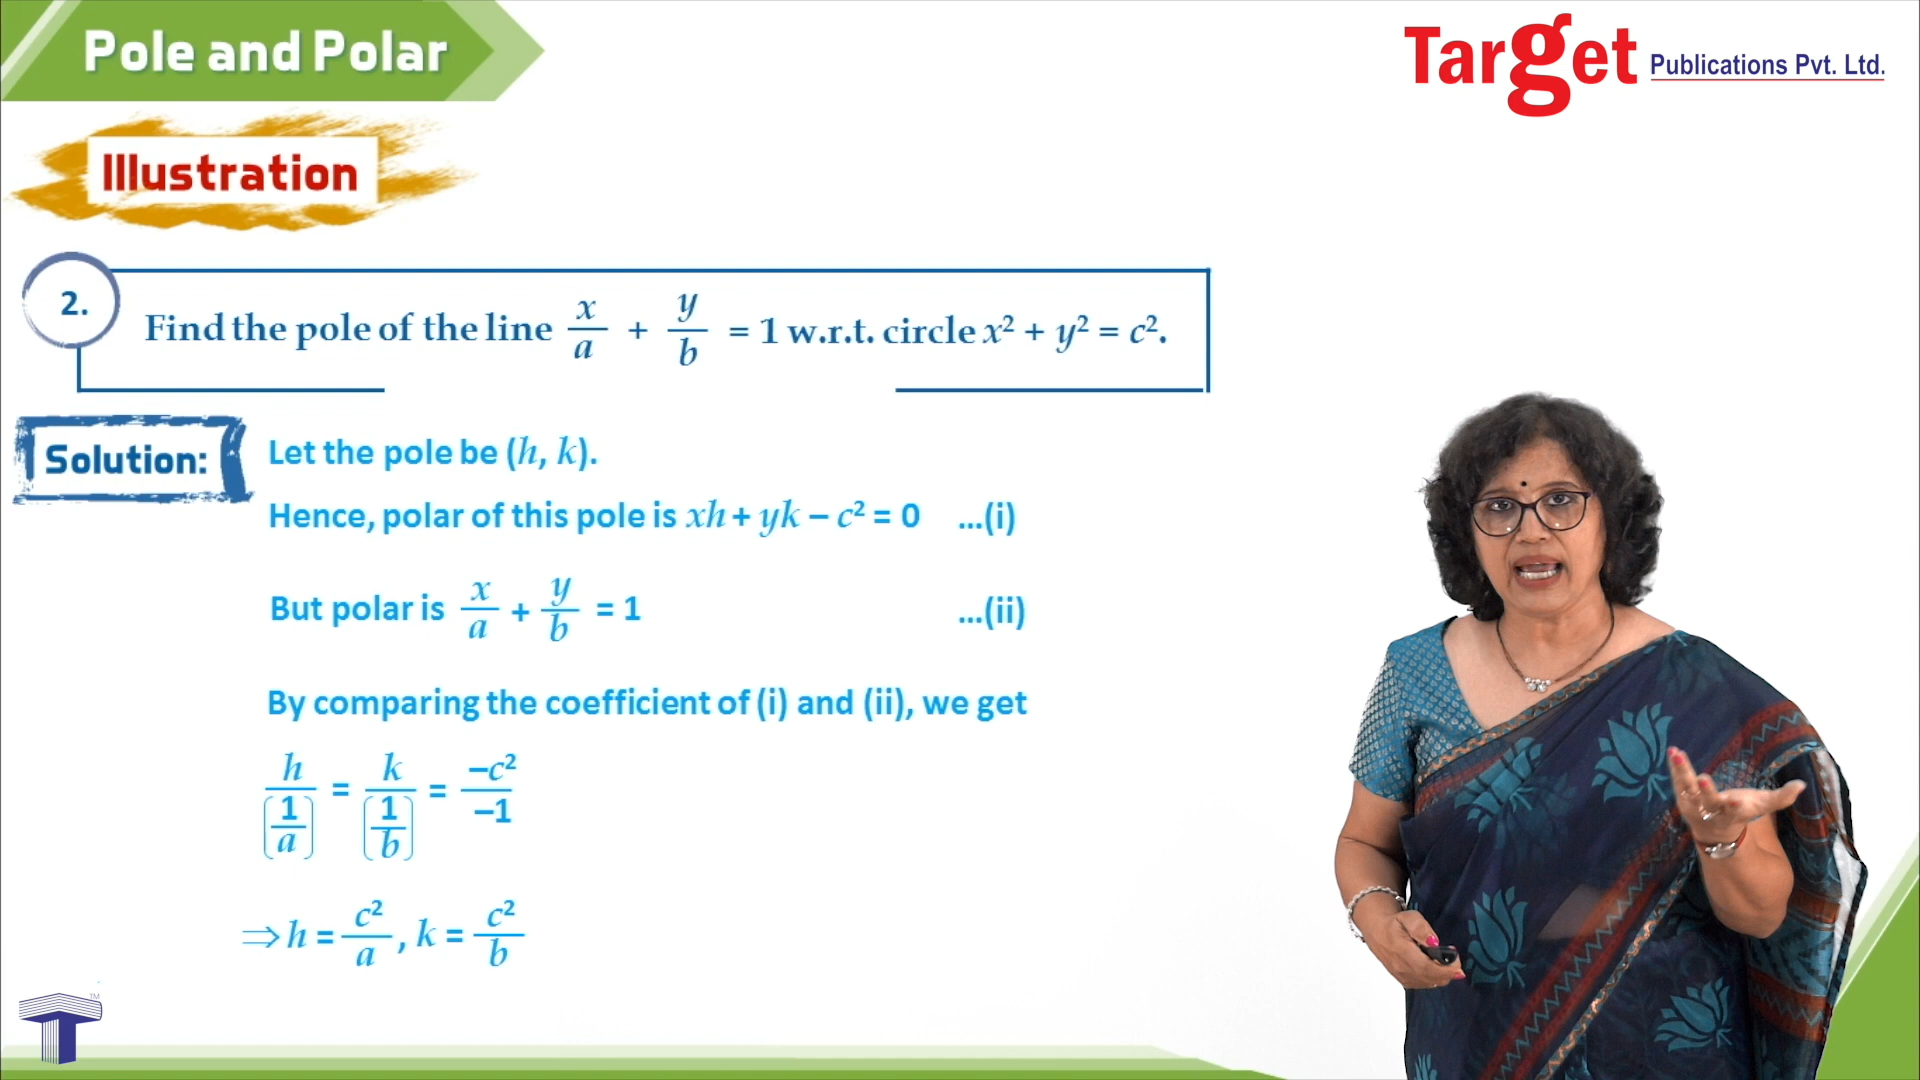 Pole and Polar
Target Publications Pvt. Ltd.
Illustration
2.
Find the pole of the line x/a + y/b = 1 w.r.t. circle x² + y² = c².
Solution:
Let the pole be (h, k).
Hence, polar of this pole is xh + yk – c² = 0 ...(i)
But polar is x/a + y/b = 1 ...(ii)
By comparing the coefficient of (i) and (ii), we get
h/(1/a) = k/(1/b) = –c²/–1
⇒ h = c²/a , k = c²/b
T
TM